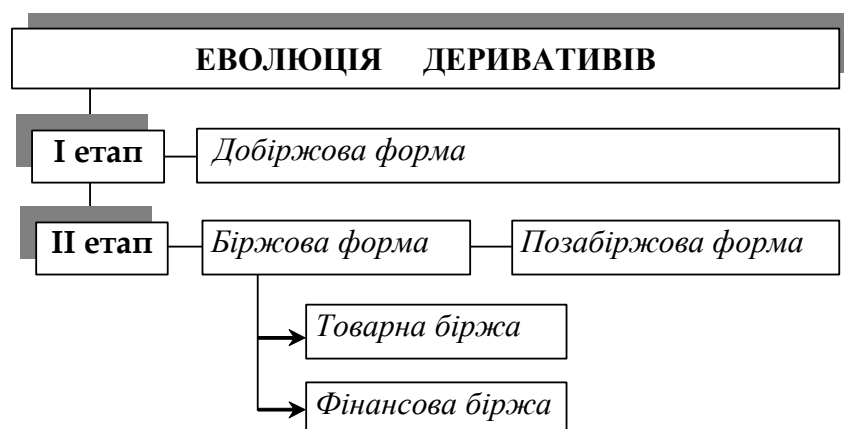 ЕВОЛЮЦІЯ ДЕРИВАТИВІВ
І етап
Добіржова форма
ІІ етап
Біржова форма
Позабіржова форма
Товарна біржа
Фінансова біржа